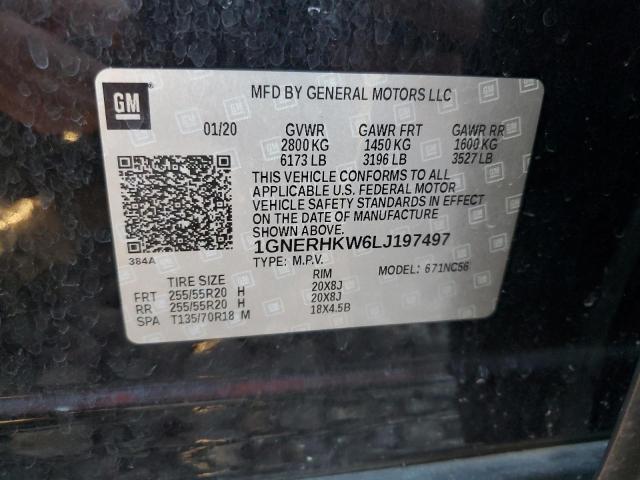 GM
MFD BY GENERAL MOTORS LLC
01/20 GVWR GAWR FRT GAWR RR
2800 KG 1450 KG 1600 KG
6173 LB 3196 LB 3527 LB
THIS VEHICLE CONFORMS TO ALL
APPLICABLE U.S. FEDERAL MOTOR
VEHICLE SAFETY STANDARDS IN EFFECT
ON THE DATE OF MANUFACTURE
SHOWN ABOVE.
1GNERHKW6LJ197497
384A
TYPE: M.P.V. MODEL: 671NC56
TIRE SIZE RIM
FRT 255/55R20 H 20X8J
RR 255/55R20 H 20X8J
SPA T135/70R18 M 18X4.5B